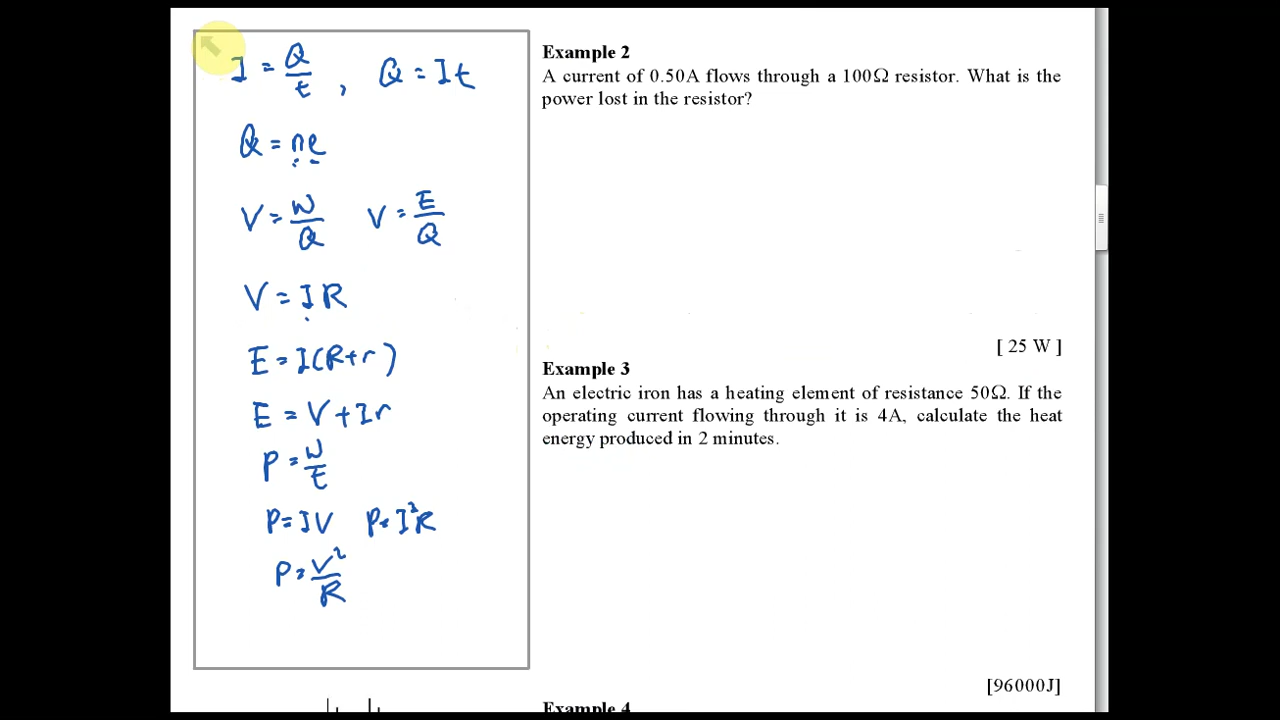 I = Q/t , Q = It
Q = ne
V = W/Q V = E/Q
V = IR
E = I(R+r)
E = V + Ir
P = W/t
P = IV P = I²R
P = V²/R
Example 2
A current of 0.50A flows through a 100Ω resistor. What is the
power lost in the resistor?
[ 25 W ]
Example 3
An electric iron has a heating element of resistance 50Ω. If the
operating current flowing through it is 4A, calculate the heat
energy produced in 2 minutes.
[96000J]
Example 4